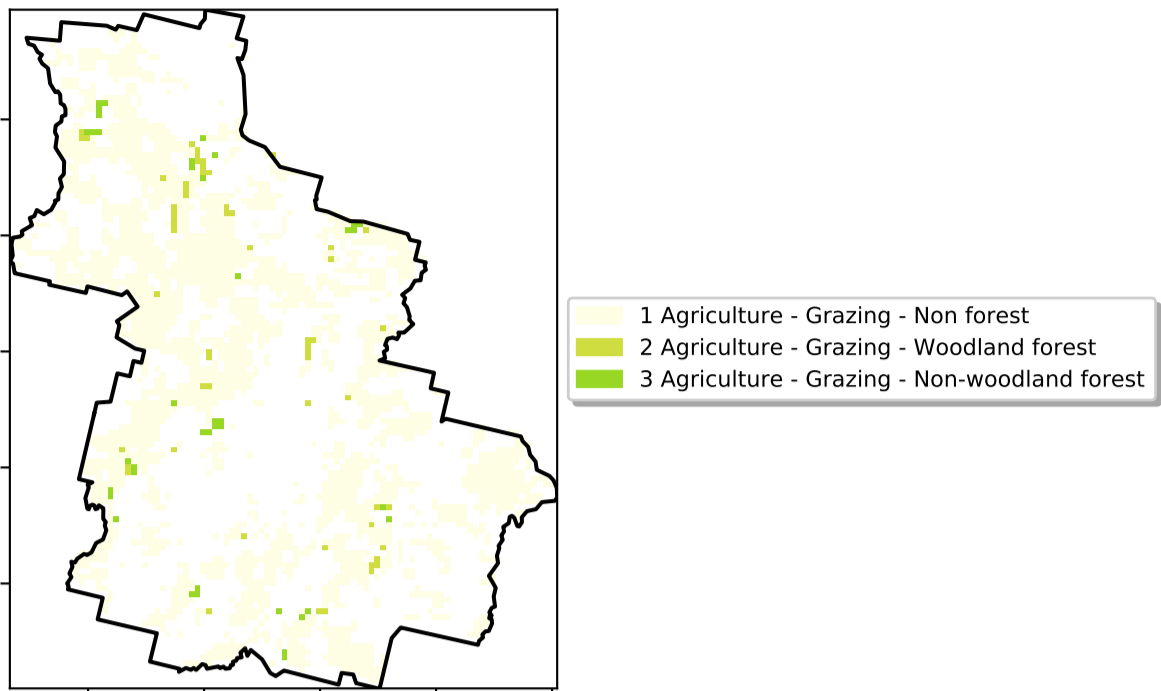 1 Agriculture - Grazing - Non forest
2 Agriculture - Grazing - Woodland forest
3 Agriculture - Grazing - Non-woodland forest